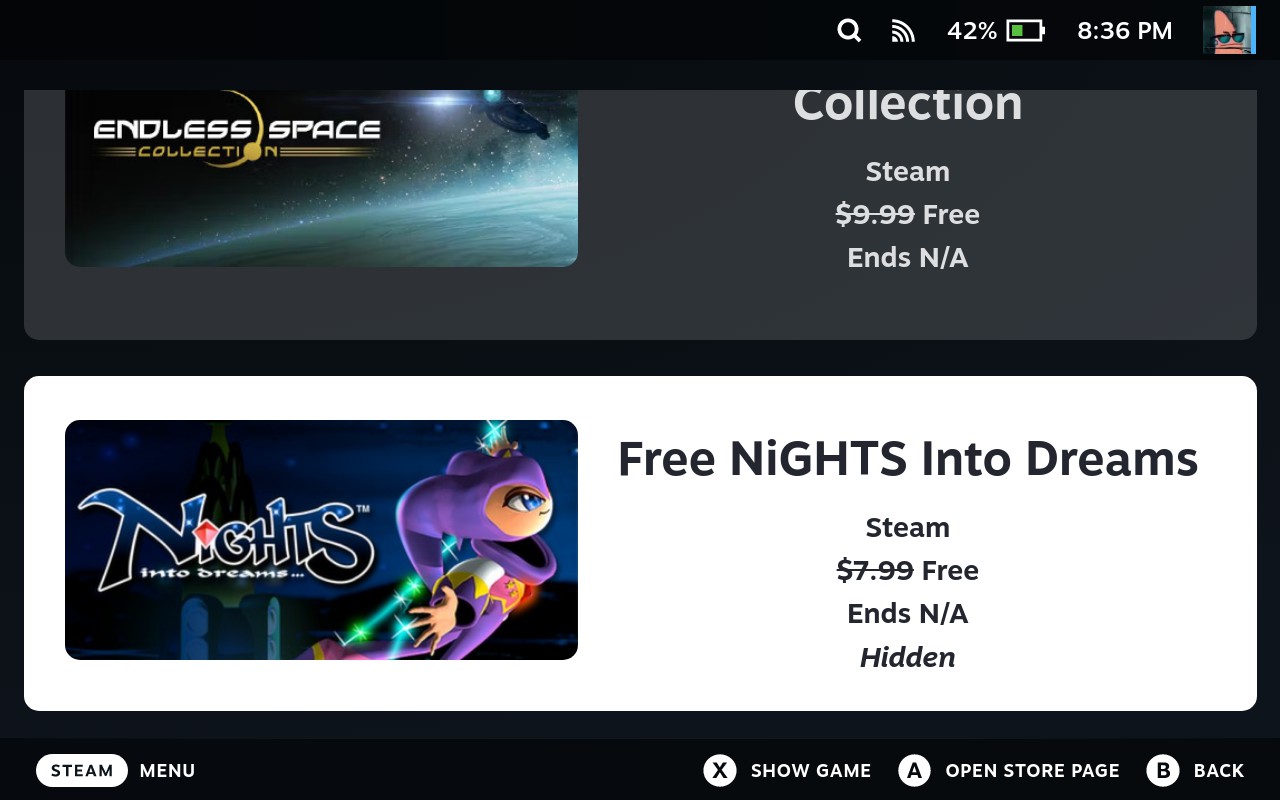 42% 8:36 PM
Collection
ENDLESS SPACE
COLLECTION
Steam
$9.99 Free
Ends N/A
Free NiGHTS Into Dreams
NiGHTS™
into dreams...
Steam
$7.99 Free
Ends N/A
Hidden
STEAM MENU X SHOW GAME A OPEN STORE PAGE B BACK